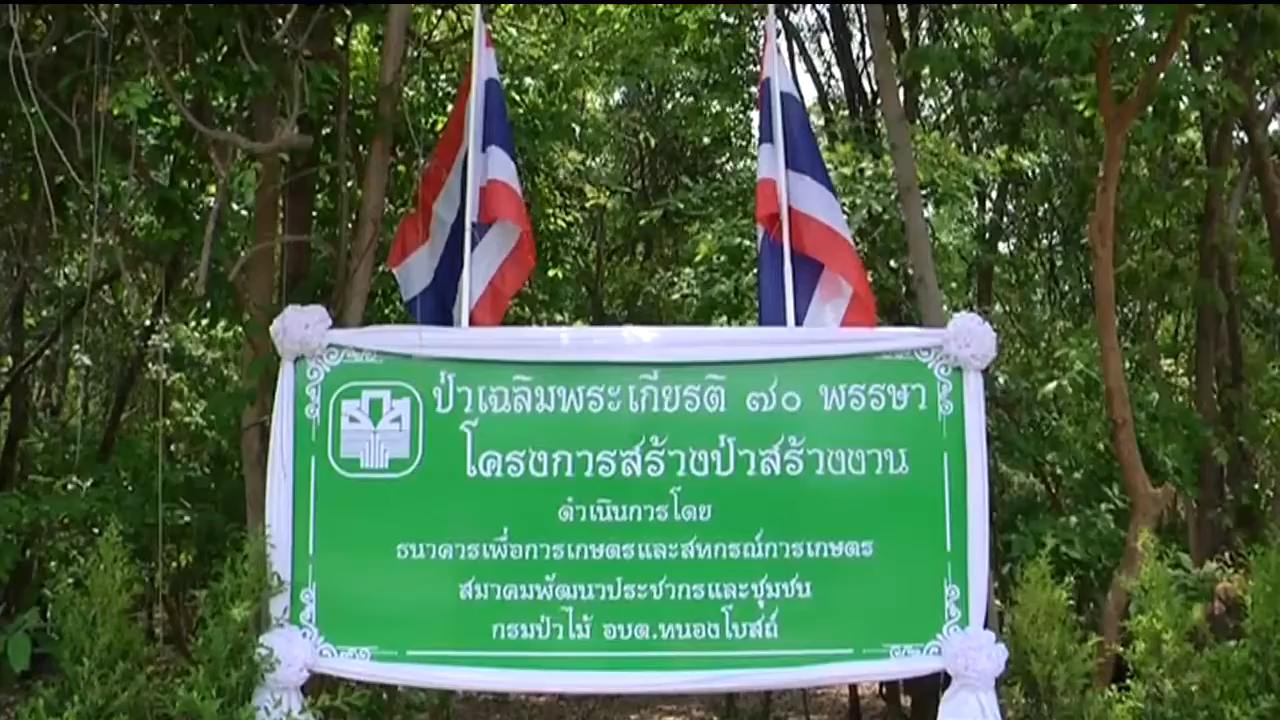 ป่าเฉลิมพระเกียรติ ๗๐ พรรษา
โครงการสร้างป่าสร้างงาน
ดำเนินการโดย
ธนาคารเพื่อการเกษตรและสหกรณ์การเกษตร
สมาคมพัฒนาประชากรและชุมชน
กรมป่าไม้ อบต.หนองโบสถ์